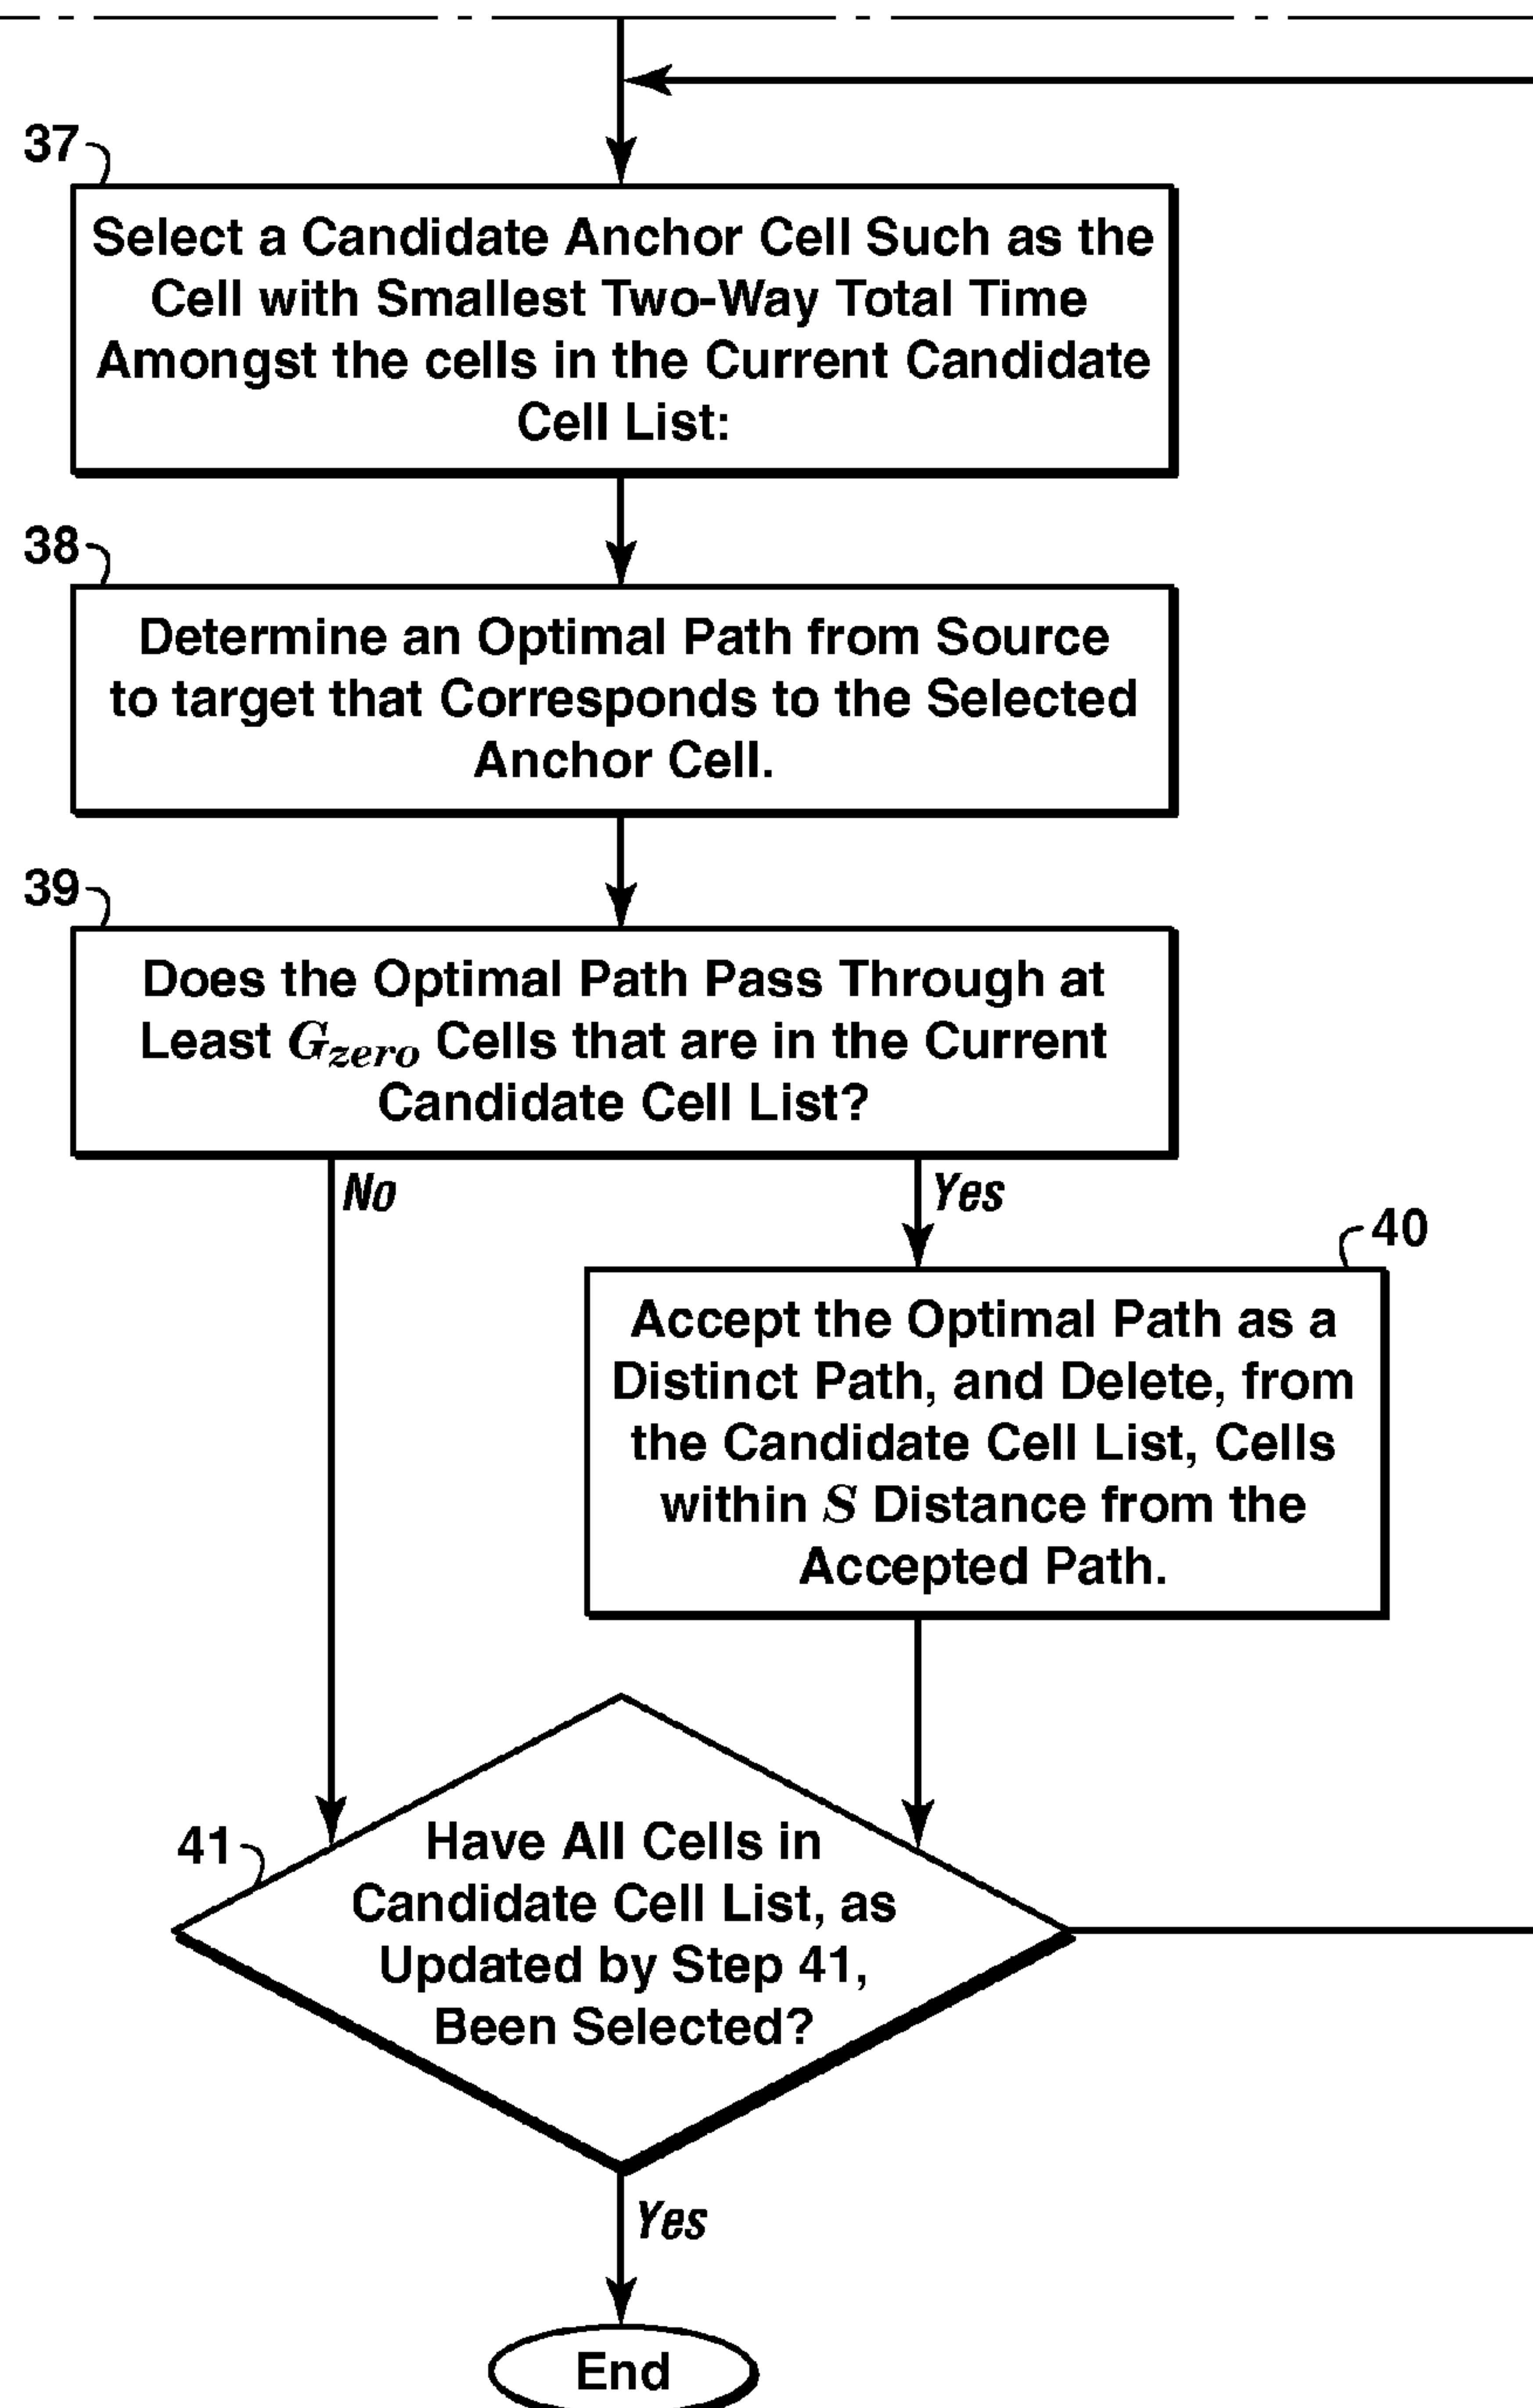 37
Select a Candidate Anchor Cell Such as the
Cell with Smallest Two-Way Total Time
Amongst the cells in the Current Candidate
Cell List:
38
Determine an Optimal Path from Source
to target that Corresponds to the Selected
Anchor Cell.
39
Does the Optimal Path Pass Through at
Least Gzero Cells that are in the Current
Candidate Cell List?
No
Yes
40
Accept the Optimal Path as a
Distinct Path, and Delete, from
the Candidate Cell List, Cells
within S Distance from the
Accepted Path.
41
Have All Cells in
Candidate Cell List, as
Updated by Step 41,
Been Selected?
Yes
End